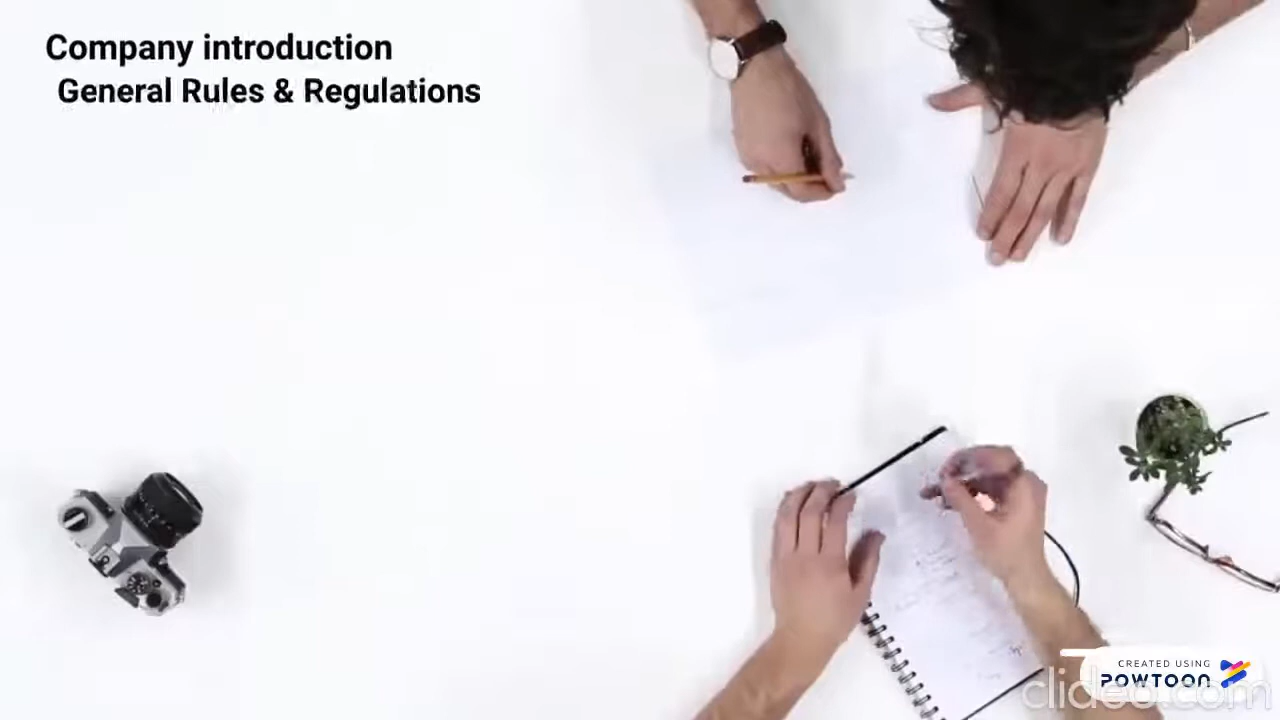 Company introduction
General Rules & Regulations
CREATED USING
POWTOON
clideo.com